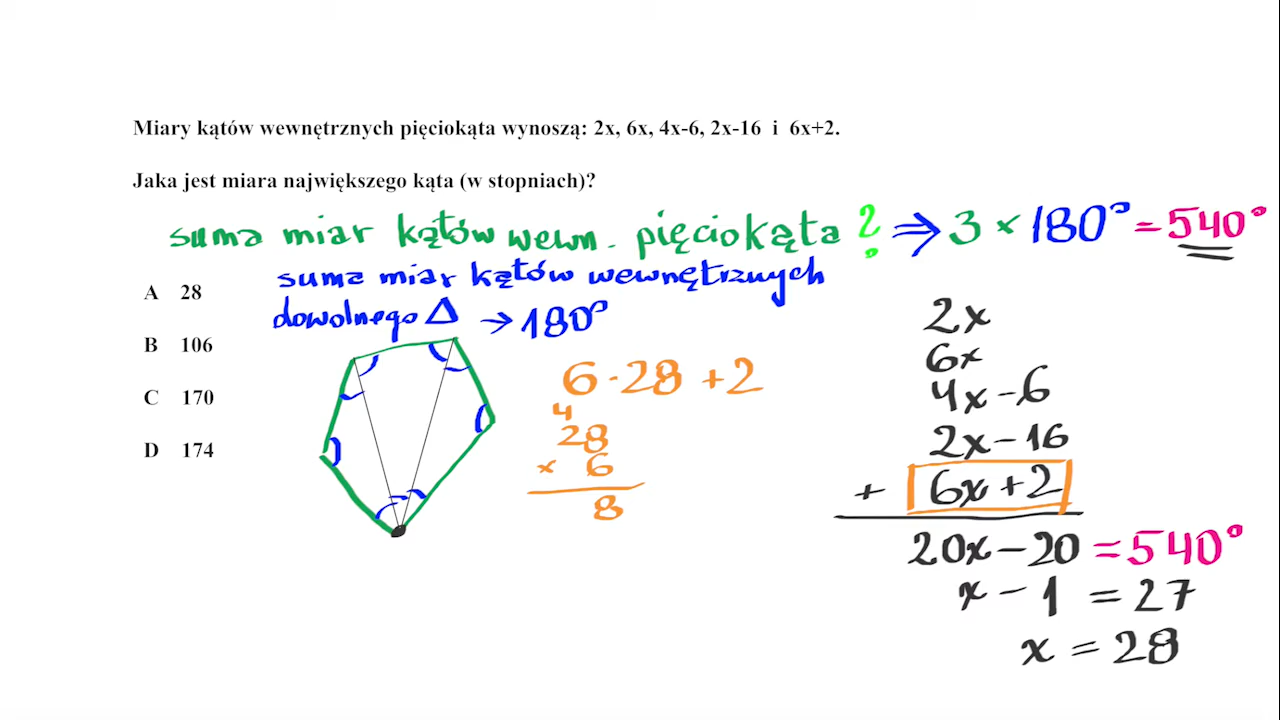 Miary kątów wewnętrznych pięciokąta wynoszą: 2x, 6x, 4x-6, 2x-16 i 6x+2.
Jaka jest miara największego kąta (w stopniach)?
suma miar kątów wewn. pięciokąta ? ⇒ 3 × 180° = 540°
suma miar kątów wewnętrznych
dowolnego Δ → 180°
A 28
B 106
C 170
D 174
6·28 +2
4
28
× 6
8
2x
6x
4x-6
2x-16
+ 6x+2
20x-20 = 540°
x-1 = 27
x = 28